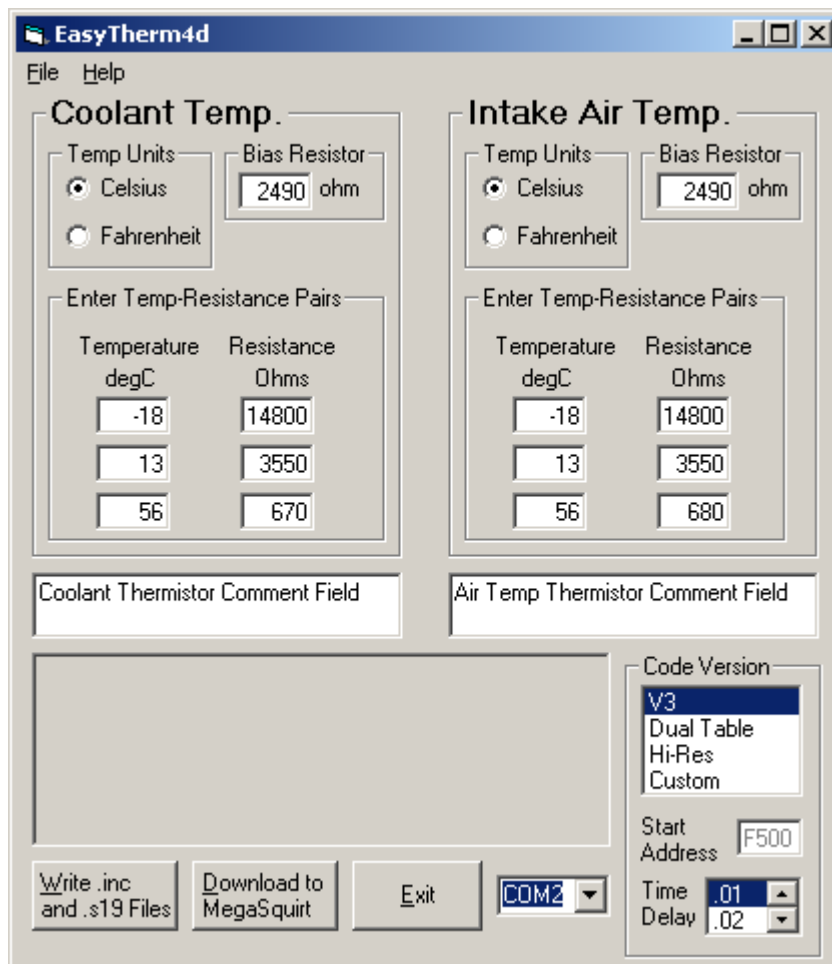 EasyTherm4d
File Help
Coolant Temp.
Temp Units
Celsius
Fahrenheit
Bias Resistor
2490 ohm
Enter Temp-Resistance Pairs
Temperature Resistance
degC Ohms
-18 14800
13 3550
56 670
Coolant Thermistor Comment Field
Intake Air Temp.
Temp Units
Celsius
Fahrenheit
Bias Resistor
2490 ohm
Enter Temp-Resistance Pairs
Temperature Resistance
degC Ohms
-18 14800
13 3550
56 680
Air Temp Thermistor Comment Field
Code Version
V3
Dual Table
Hi-Res
Custom
Start
Address
F500
Time
Delay
.01
.02
Write .inc
and .s19 Files
Download to
MegaSquirt
Exit
COM2